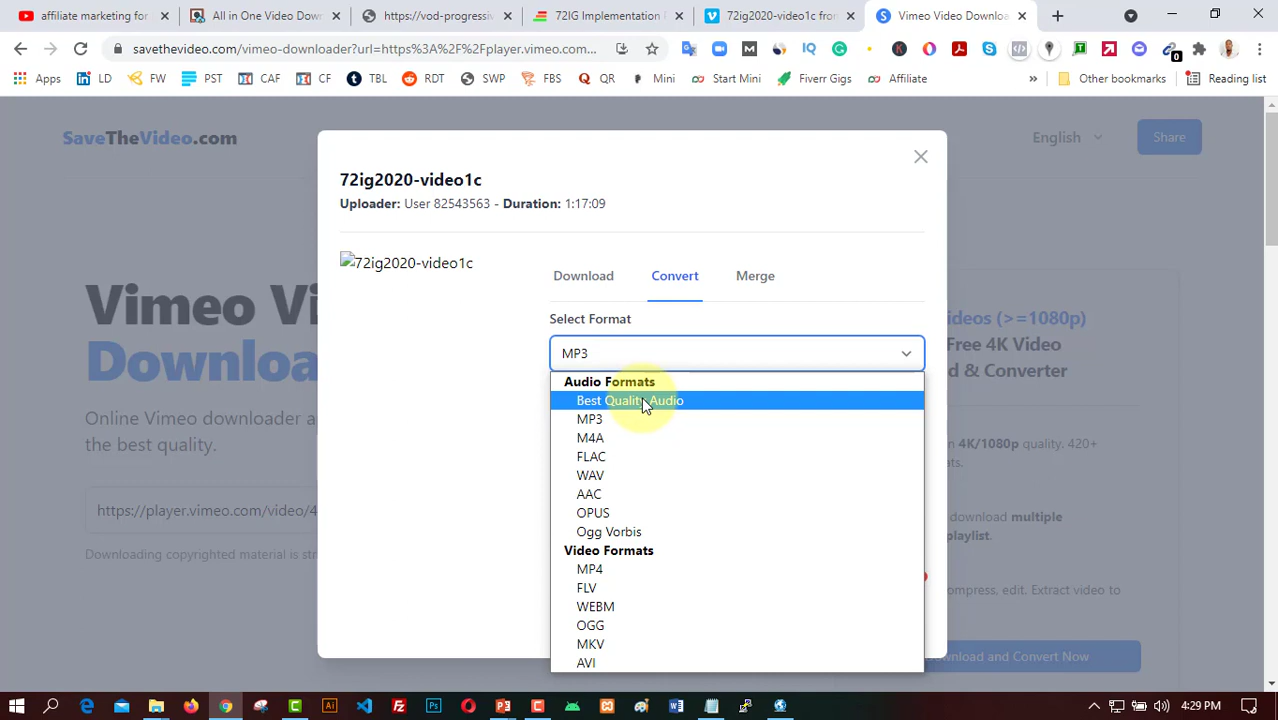 affiliate marketing for
All in One Video Down
https://vod-progressiv
72IG Implementation
72ig2020-video1c from
Vimeo Video Downloa
savethevideo.com/vimeo-downloader?url=https%3A%2F%2Fplayer.vimeo.com...
0
Apps
LD
FW
PST
CAF
CF
TBL
RDT
SWP
FBS
QR
Mini
Start Mini
Fiverr Gigs
Affiliate
»
Other bookmarks
Reading list
SaveTheVideo.com
English
Share
72ig2020-video1c
Uploader: User 82543563 - Duration: 1:17:09
72ig2020-video1c
Download
Convert
Merge
Select Format
MP3
Audio Formats
Best Quality Audio
MP3
M4A
FLAC
WAV
AAC
OPUS
Ogg Vorbis
Video Formats
MP4
FLV
WEBM
OGG
MKV
AVI
Vimeo Vi
Downloa
Online Vimeo downloader a
the best quality.
https://player.vimeo.com/video/4
Downloading copyrighted material is str
ideos (>=1080p)
Free 4K Video
d & Converter
n 4K/1080p quality. 420+
ats.
download multiple
playlist.
ompress, edit. Extract video to
ownload and Convert Now
4:29 PM